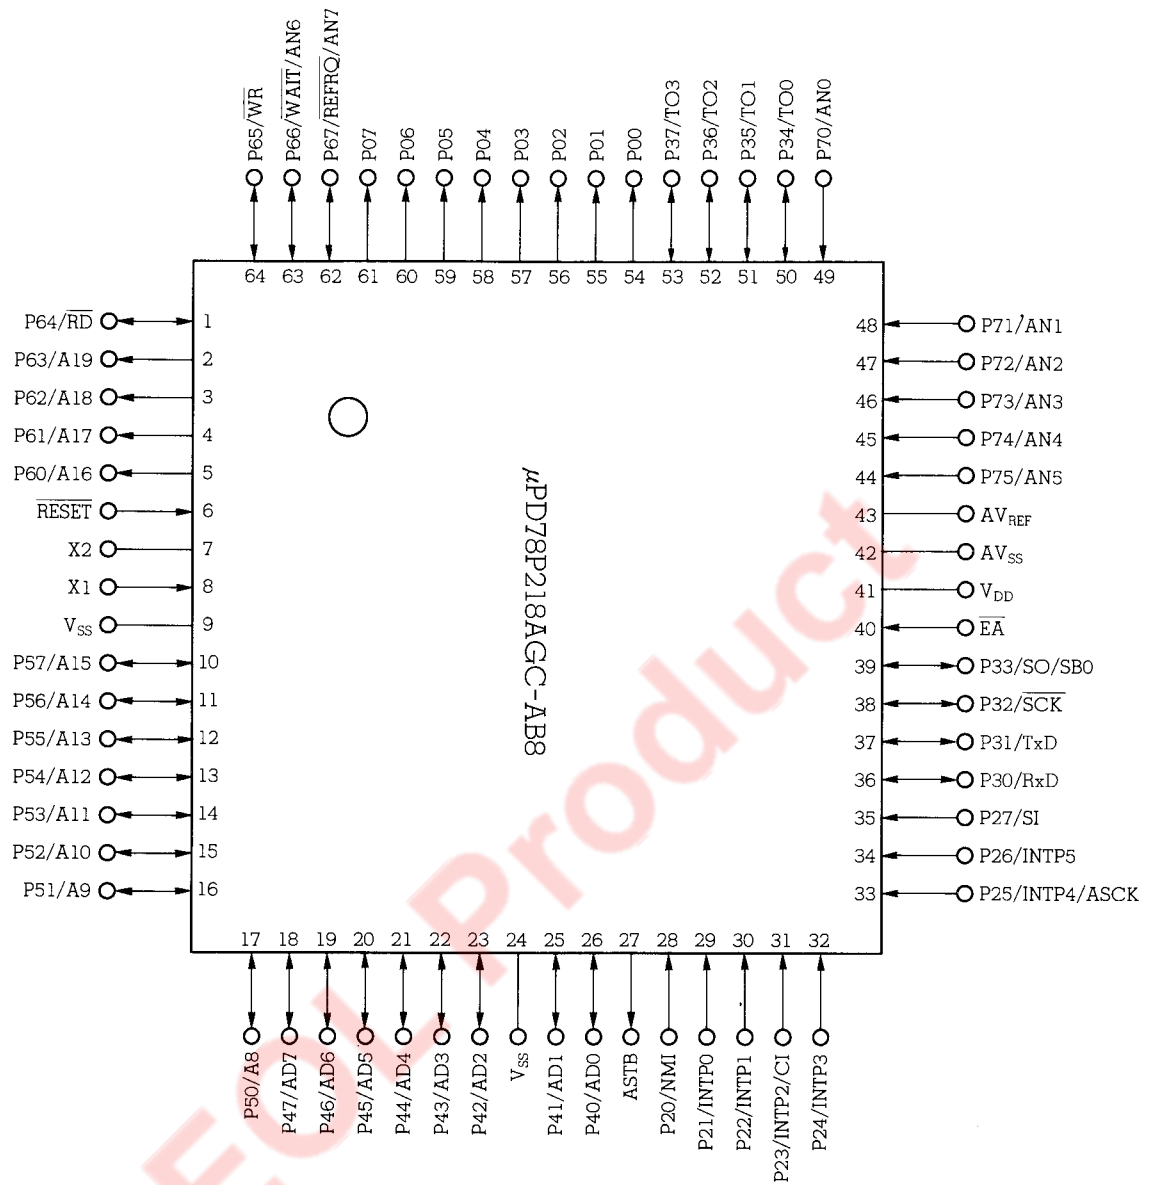 P65/WR
P66/WAIT/AN6
P67/REFRQ/AN7
P07
P06
P05
P04
P03
P02
P01
P00
P37/TO3
P36/TO2
P35/TO1
P34/TO0
P70/AN0
64 63 62 61 60 59 58 57 56 55 54 53 52 51 50 49
P64/RD 1
P63/A19 2
P62/A18 3
P61/A17 4
P60/A16 5
RESET 6
X2 7
X1 8
VSS 9
P57/A15 10
P56/A14 11
P55/A13 12
P54/A12 13
P53/A11 14
P52/A10 15
P51/A9 16
µPD78P218AGC-AB8
48 P71/AN1
47 P72/AN2
46 P73/AN3
45 P74/AN4
44 P75/AN5
43 AVREF
42 AVSS
41 VDD
40 EA
39 P33/SO/SB0
38 P32/SCK
37 P31/TxD
36 P30/RxD
35 P27/SI
34 P26/INTP5
33 P25/INTP4/ASCK
17 18 19 20 21 22 23 24 25 26 27 28 29 30 31 32
P50/A8
P47/AD7
P46/AD6
P45/AD5
P44/AD4
P43/AD3
P42/AD2
VSS
P41/AD1
P40/AD0
ASTB
P20/NMI
P21/INTP0
P22/INTP1
P23/INTP2/CI
P24/INTP3
EOL Product